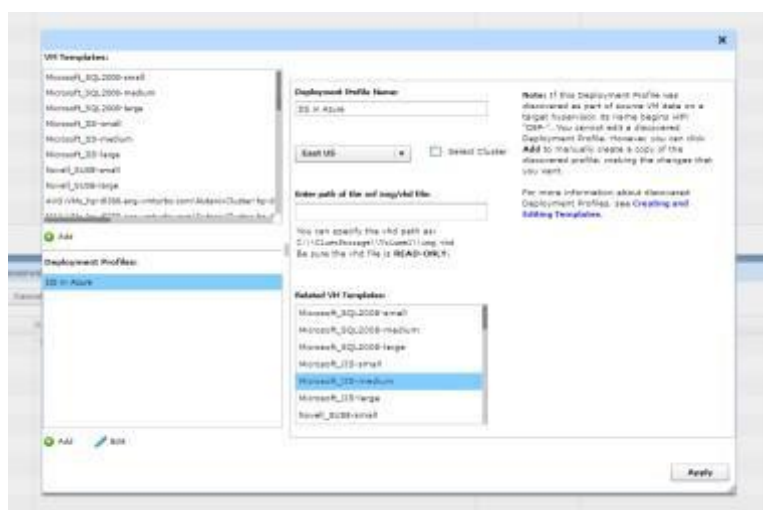 VM Templates:
Microsoft_SQL2008-small
Microsoft_SQL2008-medium
Microsoft_SQL2008-large
Microsoft_IIS-small
Microsoft_IIS-medium
Microsoft_IIS-large
Novell_SUSE-small
Novell_SUSE-large
Add
Deployment Profiles:
IIS in Azure
Add
Edit
Deployment Profile Name:
IIS in Azure
East US
Select Cluster
Enter path of the ovf/img/vhd file:
You can specify the vhd path as:
Be sure the vhd file is READ-ONLY.
Related VM Templates:
Microsoft_SQL2008-small
Microsoft_SQL2008-medium
Microsoft_SQL2008-large
Microsoft_IIS-small
Microsoft_IIS-medium
Microsoft_IIS-large
Novell_SUSE-small
Note: If this Deployment Profile was
discovered as part of source VM data on a
target hypervisor, its name begins with
"DEP-". You cannot edit a discovered
Deployment Profile. However, you can click
Add to manually create a copy of the
discovered profile, making the changes that
you want.
For more information about discovered
Deployment Profiles, see Creating and
Editing Templates.
Apply